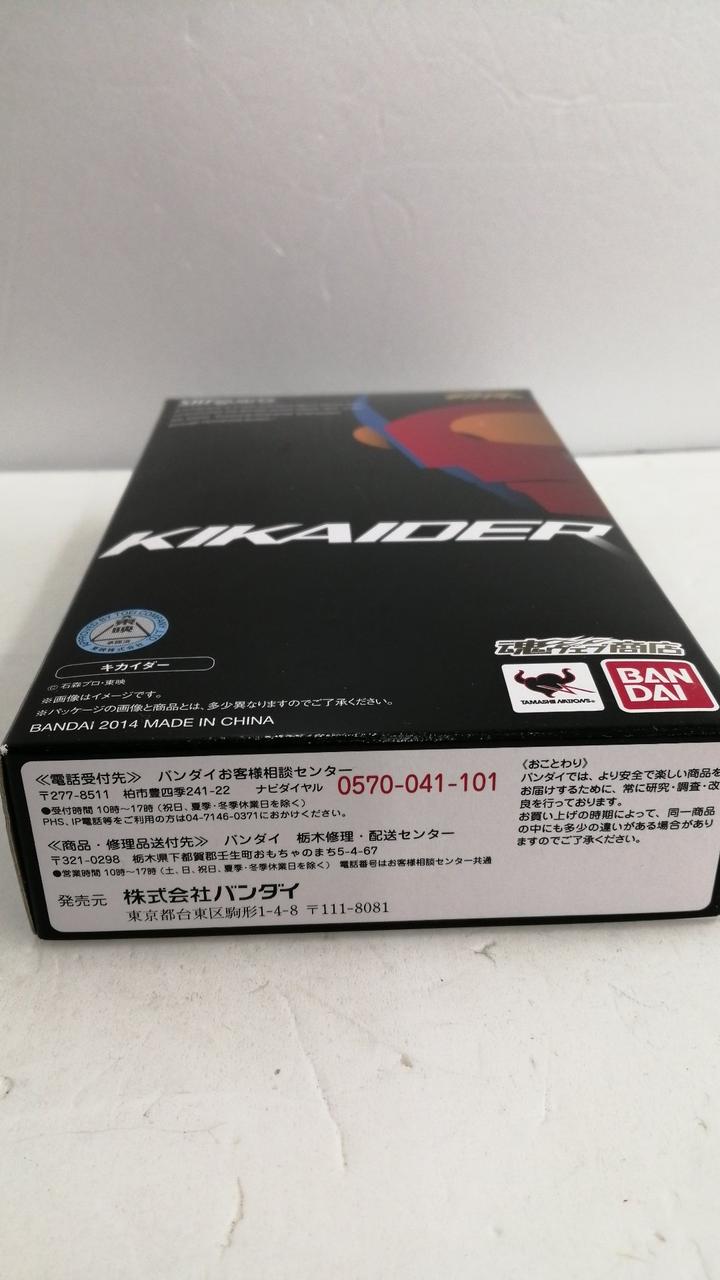 KIKAIDER
APPROVED BY TOEI COMPANY, LTD.
東映
承認済
東映株式会社
キカイダー
© 石森プロ・東映
※画像はイメージです。
※パッケージの画像と商品とは、多少異なりますのでご了承ください。
BANDAI 2014 MADE IN CHINA
魂ウェブ商店
TAMASHII NATIONS®
BAN
DAI
≪電話受付先≫ バンダイお客様相談センター
〒277-8511 柏市豊四季241-22 ナビダイヤル 0570-041-101
●受付時間 10時～17時(祝日、夏季・冬季休業日を除く)
PHS、IP電話等をご利用の方は04-7146-0371におかけください。
≪商品・修理品送付先≫ バンダイ 栃木修理・配送センター
〒321-0298 栃木県下都賀郡壬生町おもちゃのまち5-4-67
●営業時間 10時～17時(土、日、祝日、夏季・冬季休業日を除く) 電話番号はお客様相談センター共通
発売元 株式会社バンダイ
東京都台東区駒形1-4-8 〒111-8081
《おことわり》
バンダイでは、より安全で楽しい商品を
お届けするために、常に研究・調査・改
良を行っております。
お買い上げの時期によって、同一商品
の中にも多少の違いがある場合があり
ますのでご了承ください。